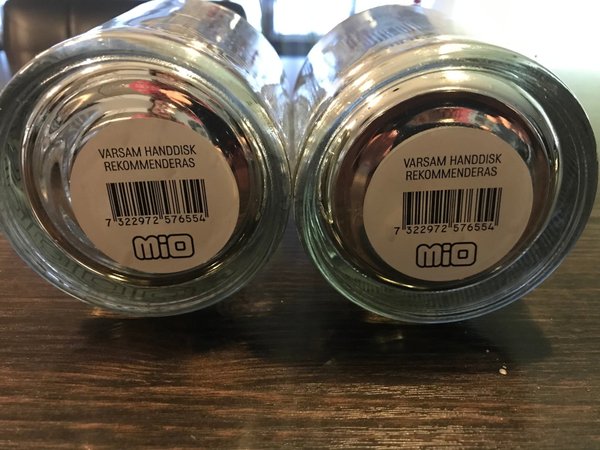 VARSAM HANDDISK
REKOMMENDERAS
7 322972 576554
MiO
VARSAM HANDDISK
REKOMMENDERAS
7 322972 576554
MiO